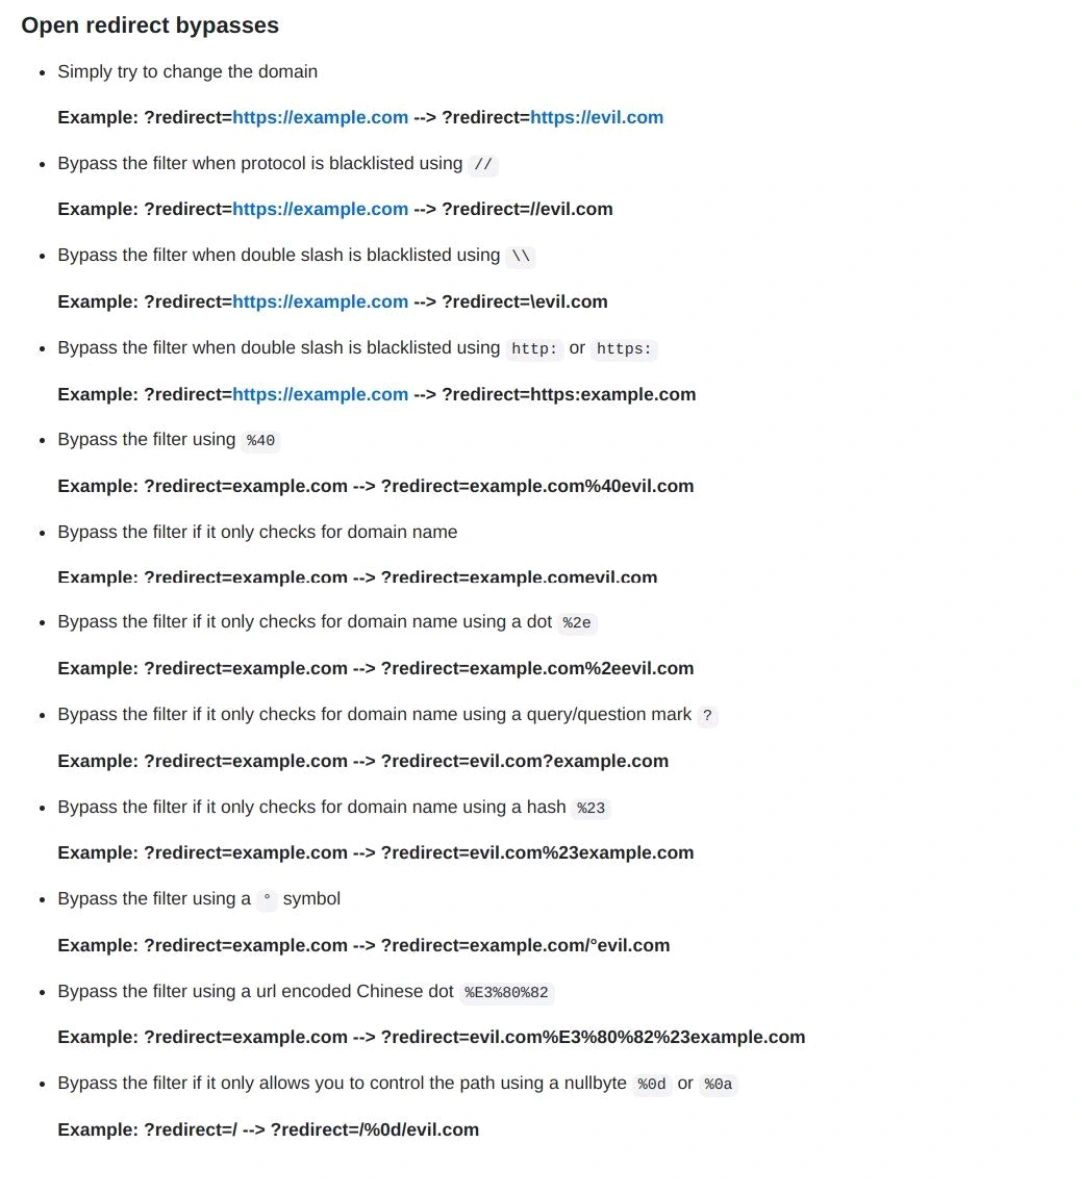 Open redirect bypasses
• Simply try to change the domain
Example: ?redirect=https://example.com --> ?redirect=https://evil.com
• Bypass the filter when protocol is blacklisted using //
Example: ?redirect=https://example.com --> ?redirect=//evil.com
• Bypass the filter when double slash is blacklisted using \\
Example: ?redirect=https://example.com --> ?redirect=\evil.com
• Bypass the filter when double slash is blacklisted using http: or https:
Example: ?redirect=https://example.com --> ?redirect=https:example.com
• Bypass the filter using %40
Example: ?redirect=example.com --> ?redirect=example.com%40evil.com
• Bypass the filter if it only checks for domain name
Example: ?redirect=example.com --> ?redirect=example.comevil.com
• Bypass the filter if it only checks for domain name using a dot %2e
Example: ?redirect=example.com --> ?redirect=example.com%2eevil.com
• Bypass the filter if it only checks for domain name using a query/question mark ?
Example: ?redirect=example.com --> ?redirect=evil.com?example.com
• Bypass the filter if it only checks for domain name using a hash %23
Example: ?redirect=example.com --> ?redirect=evil.com%23example.com
• Bypass the filter using a ° symbol
Example: ?redirect=example.com --> ?redirect=example.com/°evil.com
• Bypass the filter using a url encoded Chinese dot %E3%80%82
Example: ?redirect=example.com --> ?redirect=evil.com%E3%80%82%23example.com
• Bypass the filter if it only allows you to control the path using a nullbyte %0d or %0a
Example: ?redirect=/ --> ?redirect=/%0d/evil.com